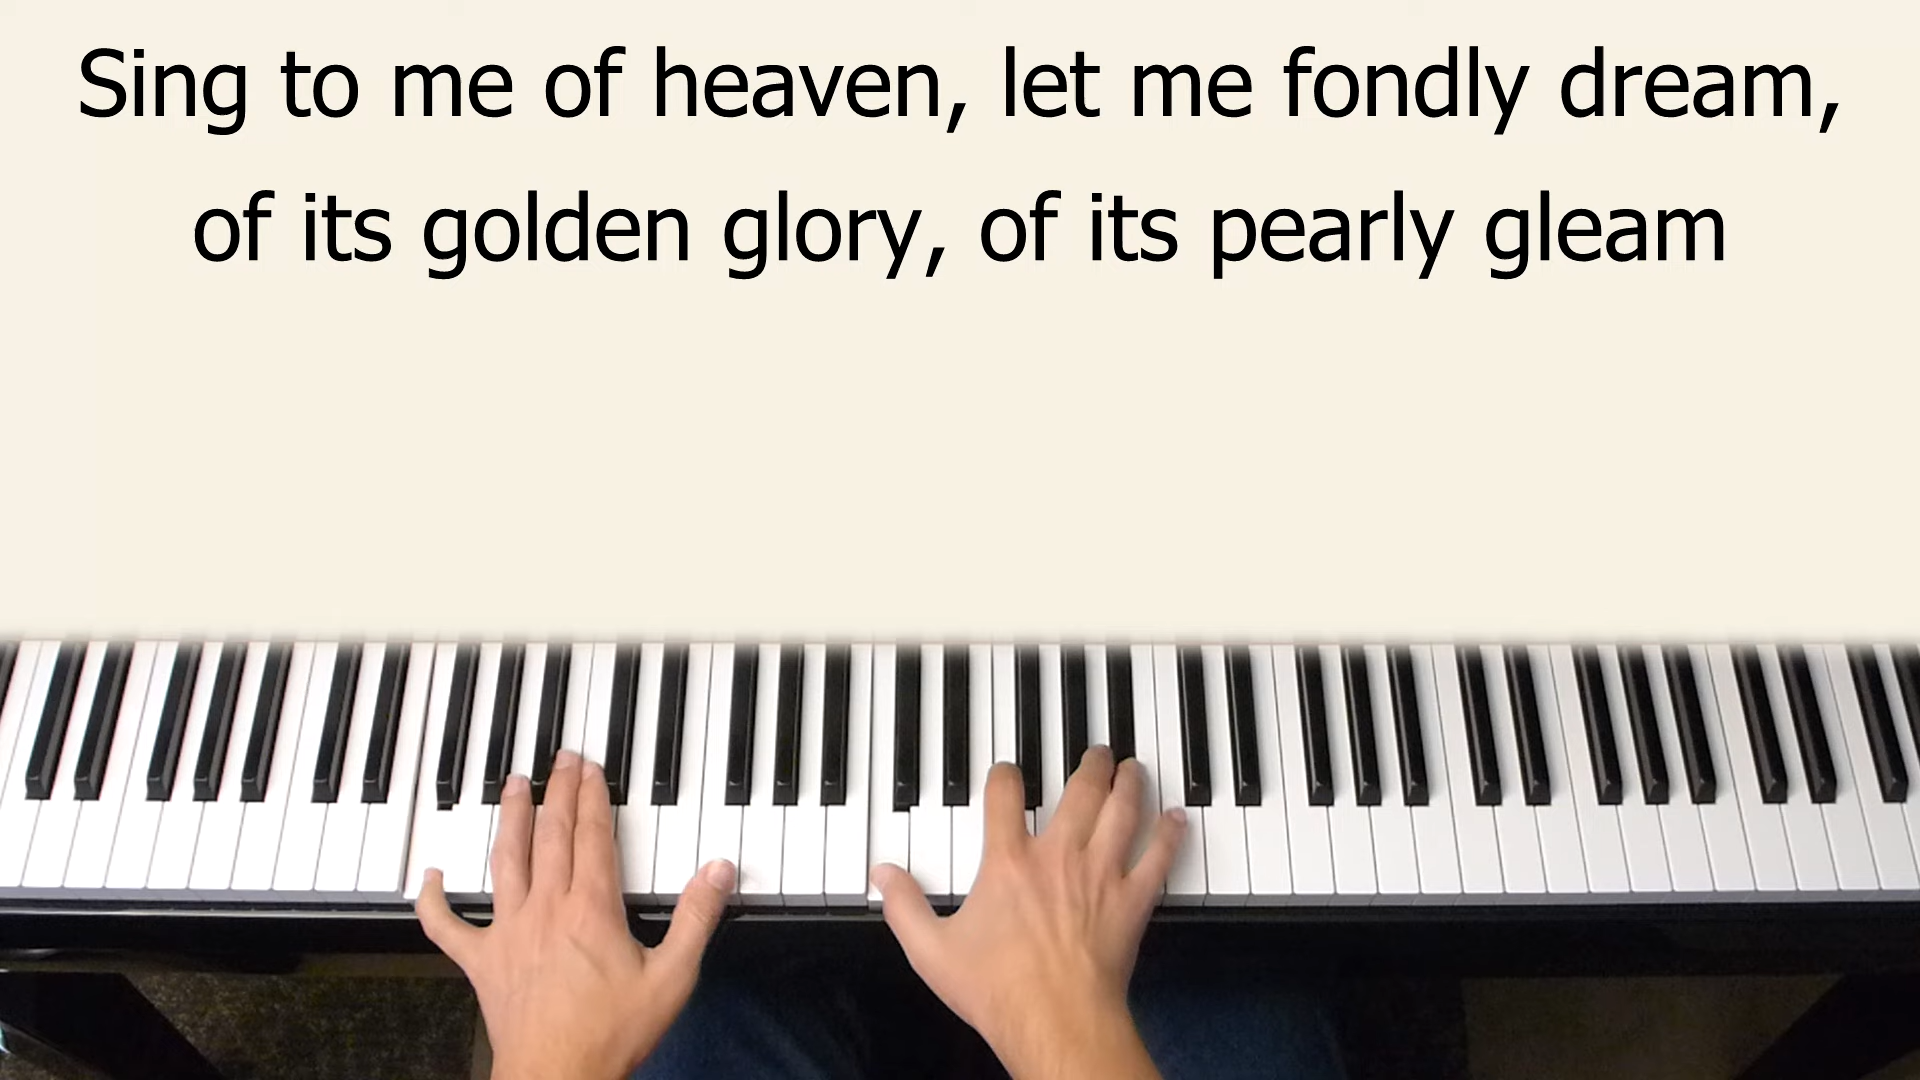 Sing to me of heaven, let me fondly dream,
of its golden glory, of its pearly gleam